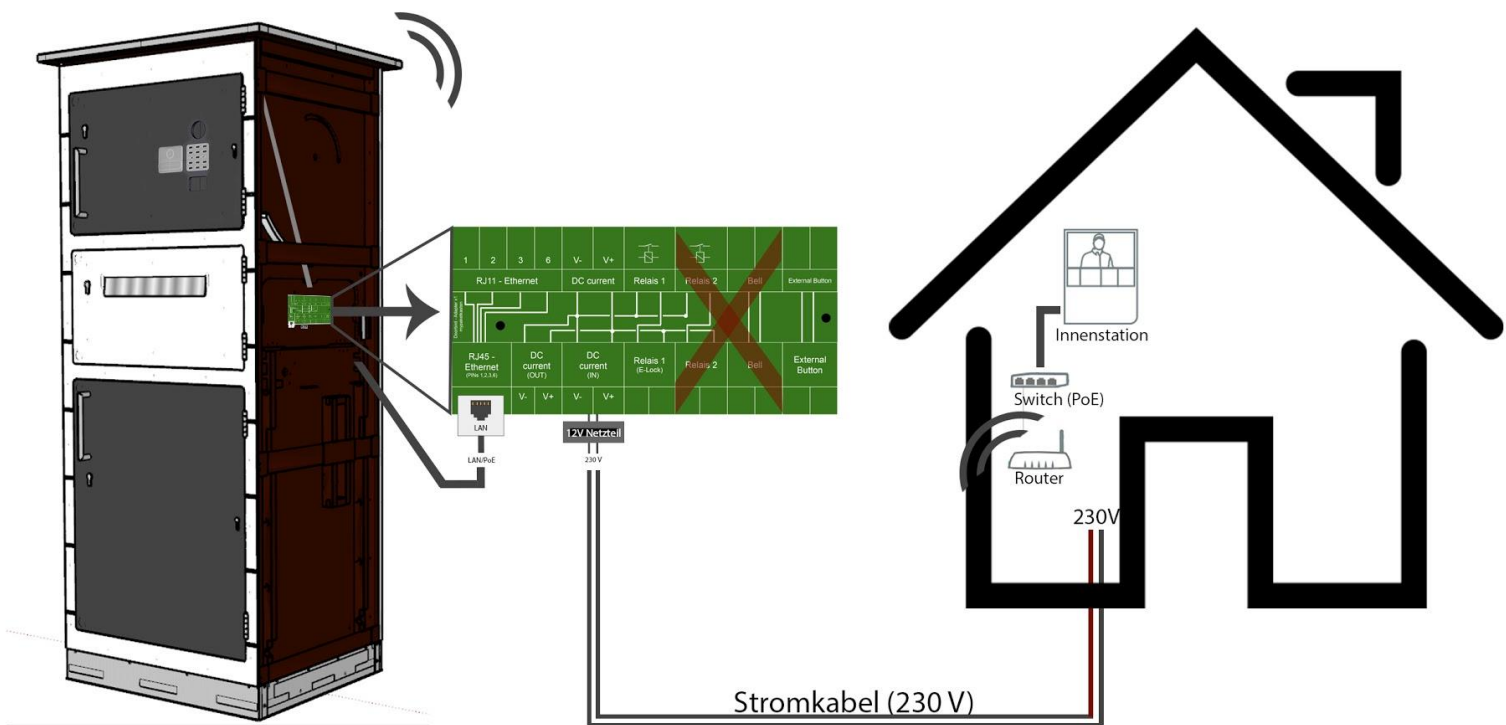 1 2 3 6 V- V+
RJ11 - Ethernet DC current Relais 1 Relais 2 Bell External Button
RJ45 -
Ethernet
(PINs 1,2,3,6)
DC
current
(OUT)
DC
current
(IN)
Relais 1
(E-Lock)
Relais 2
Bell
External
Button
V- V+ V- V+
LAN
LAN/PoE
12V Netzteil
230 V
Innenstation
Switch (PoE)
Router
230V
Stromkabel (230 V)